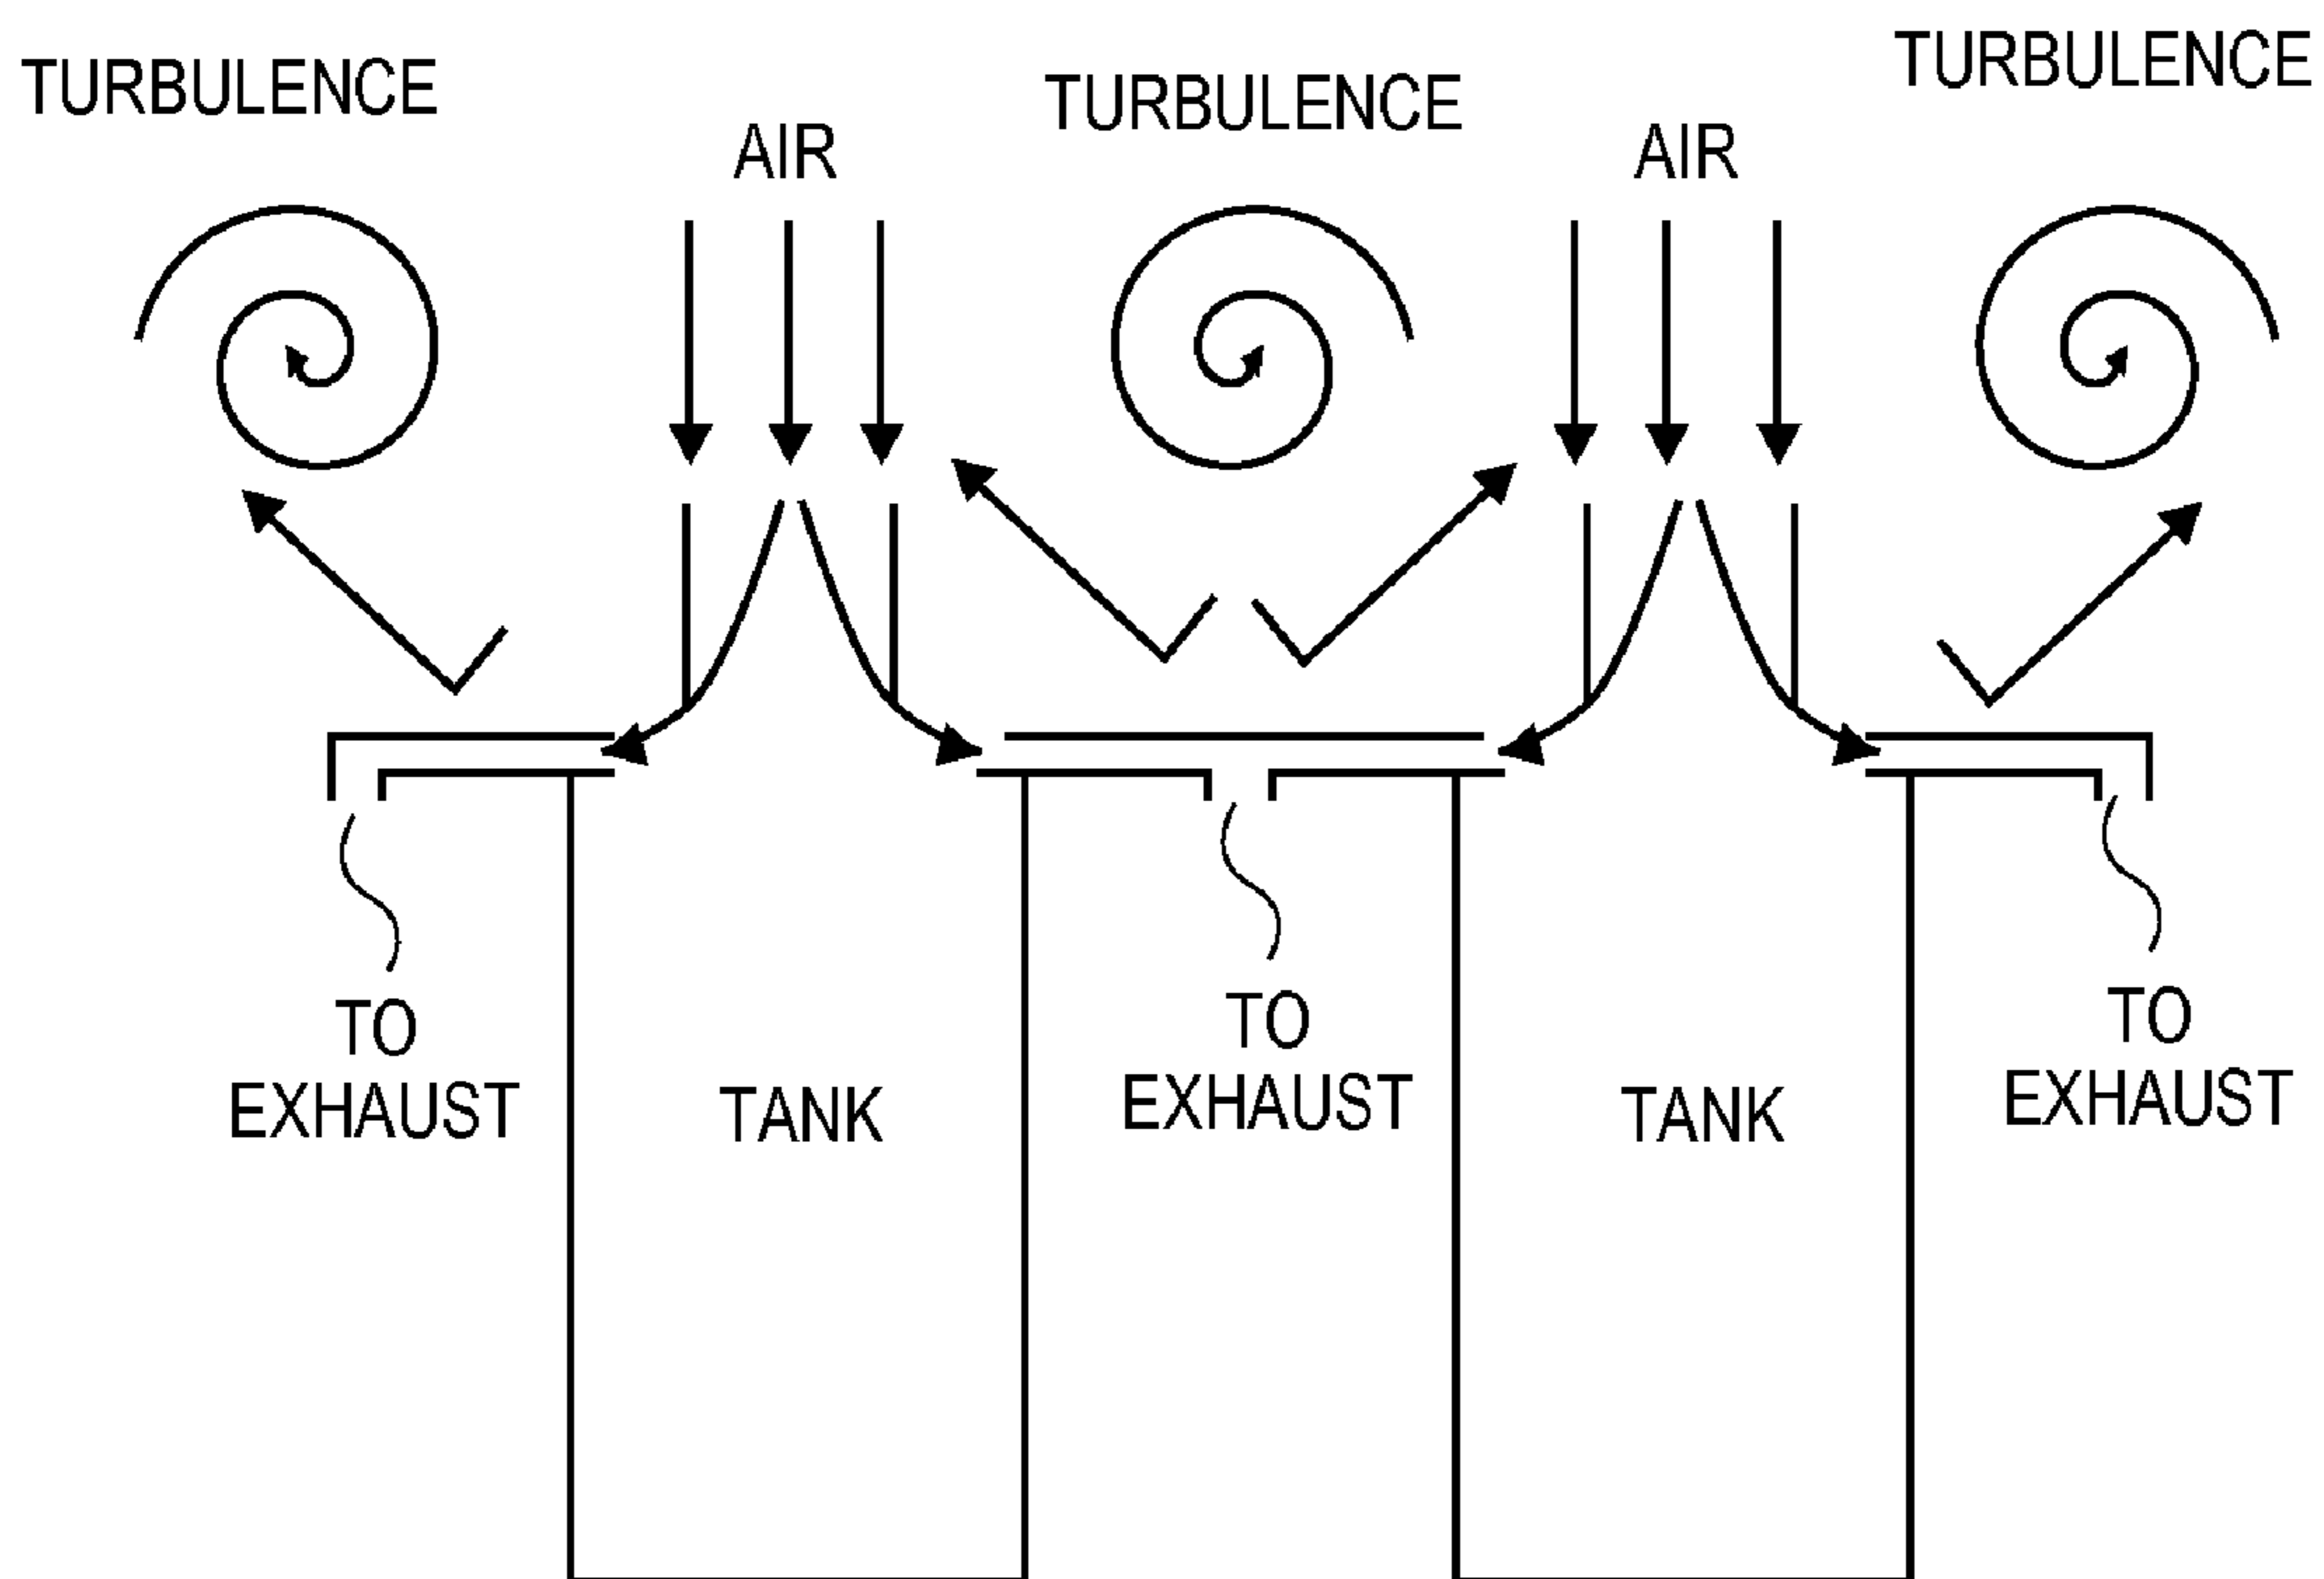 TURBULENCE
AIR
TURBULENCE
AIR
TURBULENCE
TO
EXHAUST
TANK
TO
EXHAUST
TANK
TO
EXHAUST